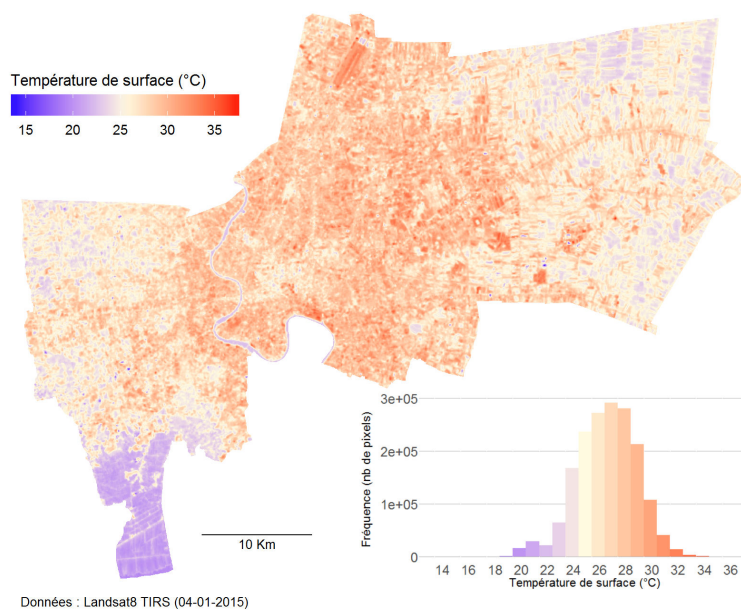 Température de surface (°C)
15 20 25 30 35
10 Km
Données : Landsat8 TIRS (04-01-2015)
Fréquence (nb de pixels)
3e+05
2e+05
1e+05
0
14 16 18 20 22 24 26 28 30 32 34 36
Température de surface (°C)